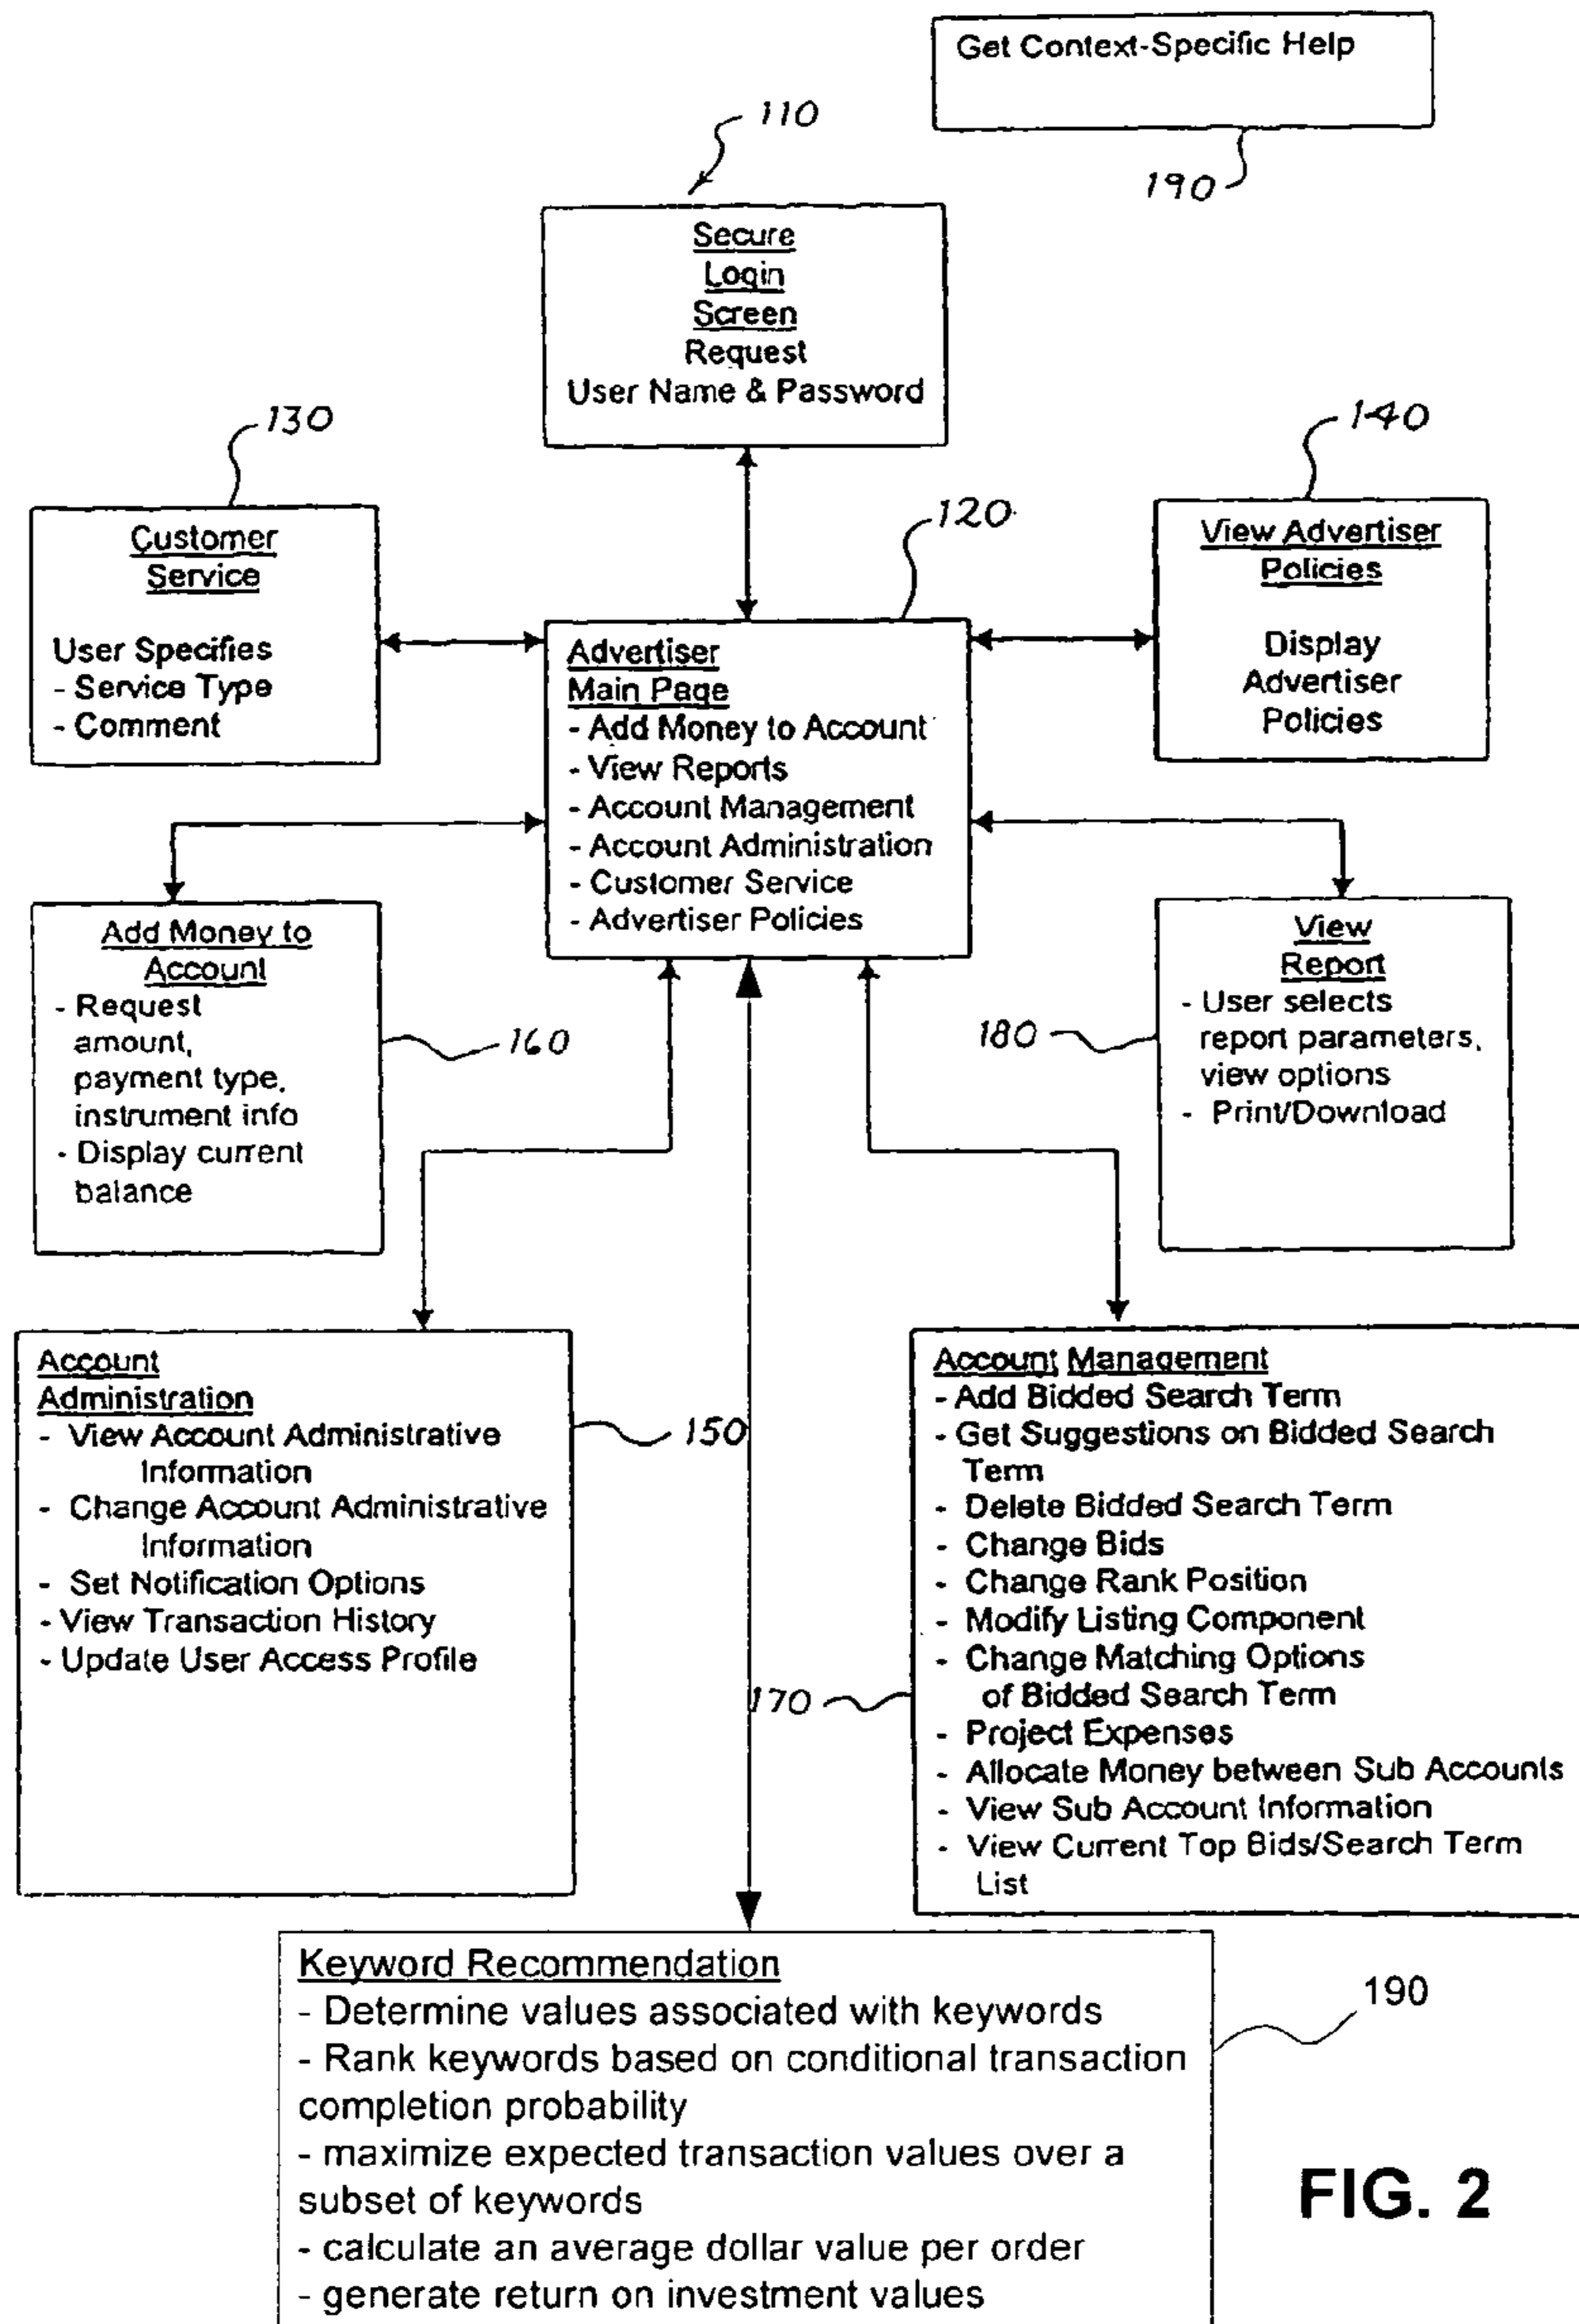 Get Context-Specific Help
190
110
Secure
Login
Screen
Request
User Name & Password
130
Customer
Service
User Specifies
- Service Type
- Comment
140
View Advertiser
Policies
Display
Advertiser
Policies
120
Advertiser
Main Page
- Add Money to Account
- View Reports
- Account Management
- Account Administration
- Customer Service
- Advertiser Policies
Add Money to
Account
- Request
amount,
payment type,
instrument info
- Display current
balance
160
View
Report
- User selects
report parameters,
view options
- Print/Download
180
Account
Administration
- View Account Administrative
Information
- Change Account Administrative
Information
- Set Notification Options
- View Transaction History
- Update User Access Profile
150
Account Management
- Add Bidded Search Term
- Get Suggestions on Bidded Search
Term
- Delete Bidded Search Term
- Change Bids
- Change Rank Position
- Modify Listing Component
- Change Matching Options
of Bidded Search Term
- Project Expenses
- Allocate Money between Sub Accounts
- View Sub Account Information
- View Current Top Bids/Search Term
List
170
Keyword Recommendation
- Determine values associated with keywords
- Rank keywords based on conditional transaction
completion probability
- maximize expected transaction values over a
subset of keywords
- calculate an average dollar value per order
- generate return on investment values
190
FIG. 2